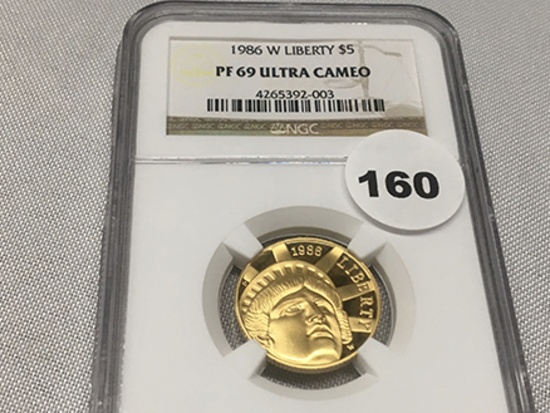 1986 W LIBERTY $5
PF 69 ULTRA CAMEO
4265392-003
NGC
160
1986
LIBERTY